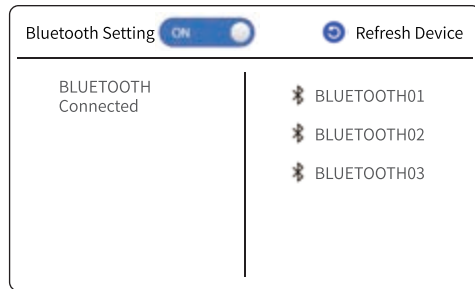 Bluetooth Setting ON
Refresh Device
BLUETOOTH
Connected
BLUETOOTH01
BLUETOOTH02
BLUETOOTH03